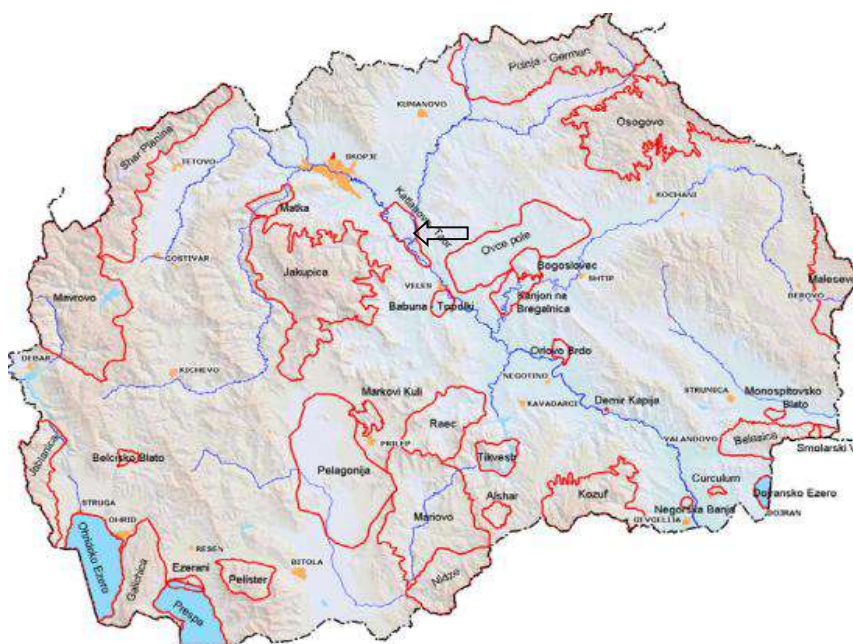 Pcinja - German
KUMANOVO
Osogovo
Shar Planina
TETOVO
SKOPJE
KOCHANI
Matka
Katlanovo - Taor
Ovce pole
GOSTIVAR
Jakupica
Bogoslovec
SHTIP
Malesevo
Mavrovo
VELES
BEROVO
Babuna - Topolki
Kanjon na
Bregalnica
DEBAR
Orlovo Brdo
KICHEVO
NEGOTINO
Markovi Kuli
KAVADARCI
Demir Kapija
STRUMICA
Monospitovsko
Blato
Raec
PRILEP
Jablanica
Belcisko Blato
Pelagonija
Tikvesh
VALANDOVO
Belasica
Smolarski V
STRUGA
Alshar
Kozuf
Curculum
Dojransko Ezero
Mariovo
Negorska Banja
GEVGELIJA
DOJRAN
OHRID
Ohridsko Ezero
RESEN
BITOLA
Galichica
Ezerani
Pelister
Nidze
Prespa